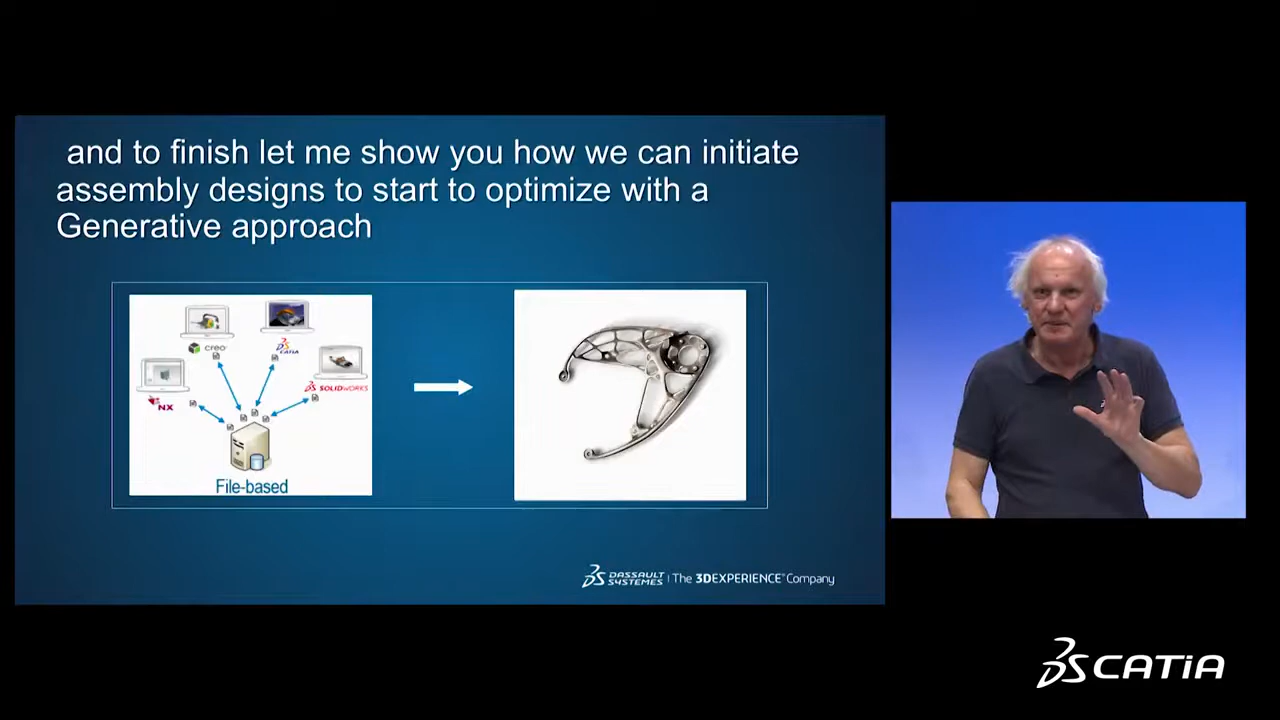 and to finish let me show you how we can initiate
assembly designs to start to optimize with a
Generative approach
creo
CATIA
SOLIDWORKS
NX
File-based
DASSAULT SYSTEMES | The 3DEXPERIENCE™ Company
CATIA